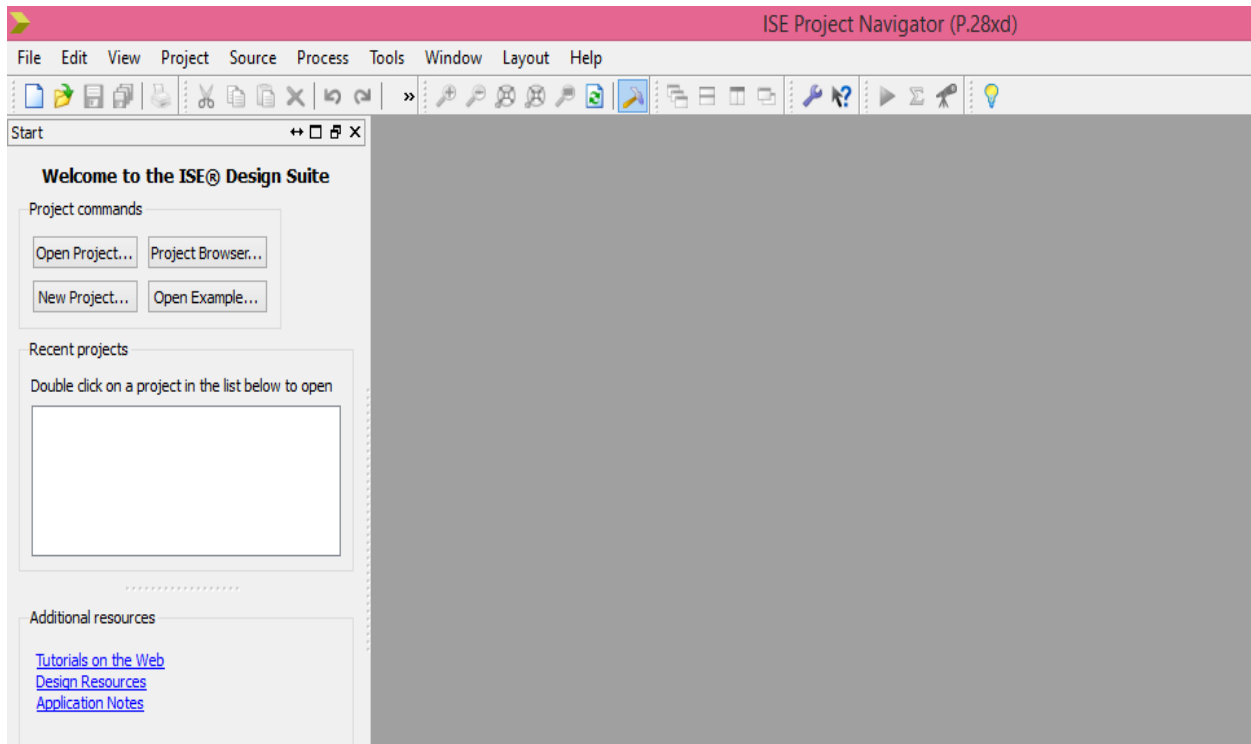 ISE Project Navigator (P.28xd)
File Edit View Project Source Process Tools Window Layout Help
»
Start
Welcome to the ISE® Design Suite
Project commands
Open Project... Project Browser...
New Project... Open Example...
Recent projects
Double click on a project in the list below to open
Additional resources
Tutorials on the Web
Design Resources
Application Notes